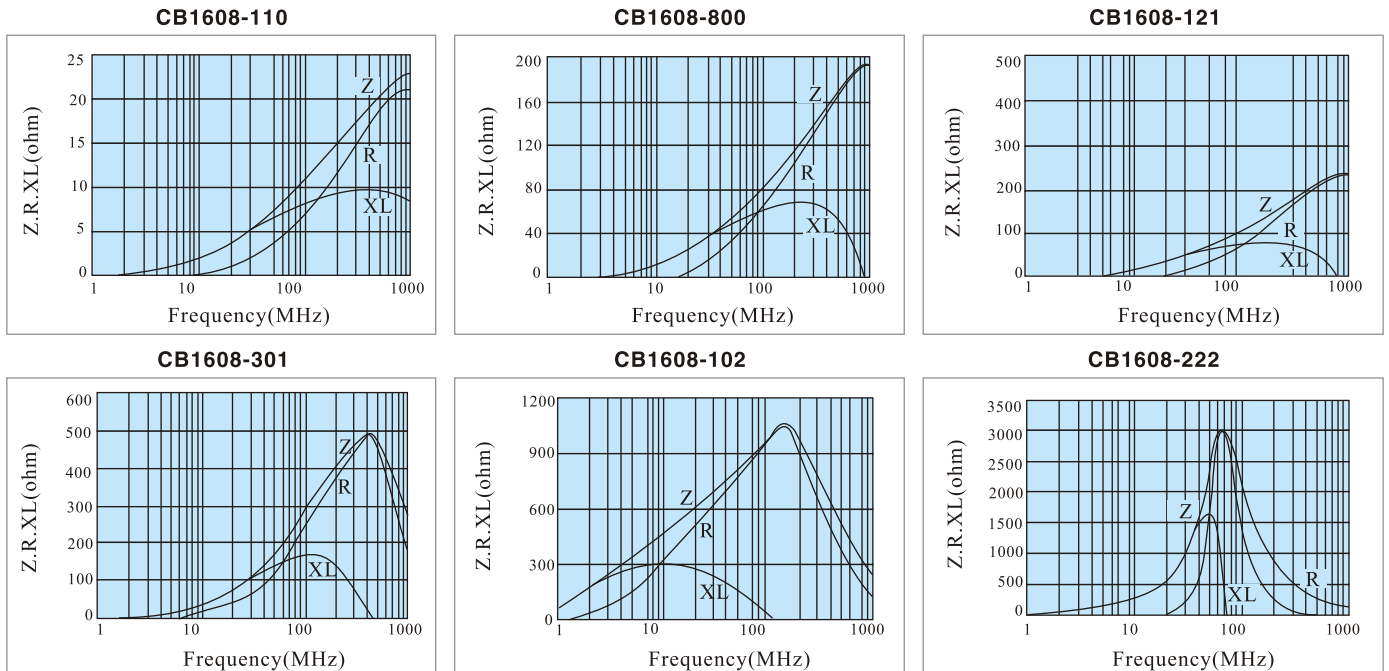 CB1608-110
25
20
15
10
5
0
Z.R.XL(ohm)
Z
R
XL
1 10 100 1000
Frequency(MHz)
CB1608-800
200
160
120
80
40
0
Z.R.XL(ohm)
Z
R
XL
1 10 100 1000
Frequency(MHz)
CB1608-121
500
400
300
200
100
0
Z.R.XL(ohm)
Z
R
XL
1 10 100 1000
Frequency(MHz)
CB1608-301
600
500
400
300
200
100
0
Z.R.XL(ohm)
Z
R
XL
1 10 100 1000
Frequency(MHz)
CB1608-102
1200
900
600
300
0
Z.R.XL(ohm)
Z
R
XL
1 10 100 1000
Frequency(MHz)
CB1608-222
3500
3000
2500
2000
1500
1000
500
0
Z.R.XL(ohm)
Z
R
XL
1 10 100 1000
Frequency(MHz)